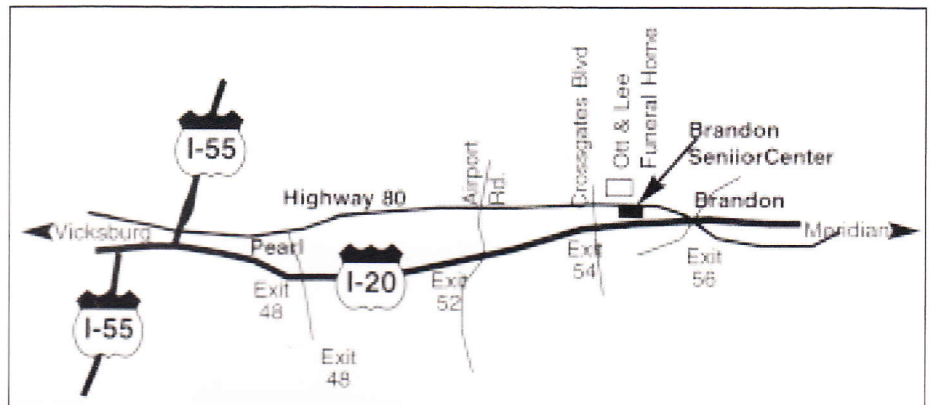 I-55
Highway 80
Airport
Rd.
Crossgates Blvd
Ott & Lee
Funeral Home
Brandon
SeniiorCenter
Brandon
Vicksburg
Pearl
Meridian
I-20
Exit
48
Exit
52
Exit
54
Exit
56
I-55
Exit
48